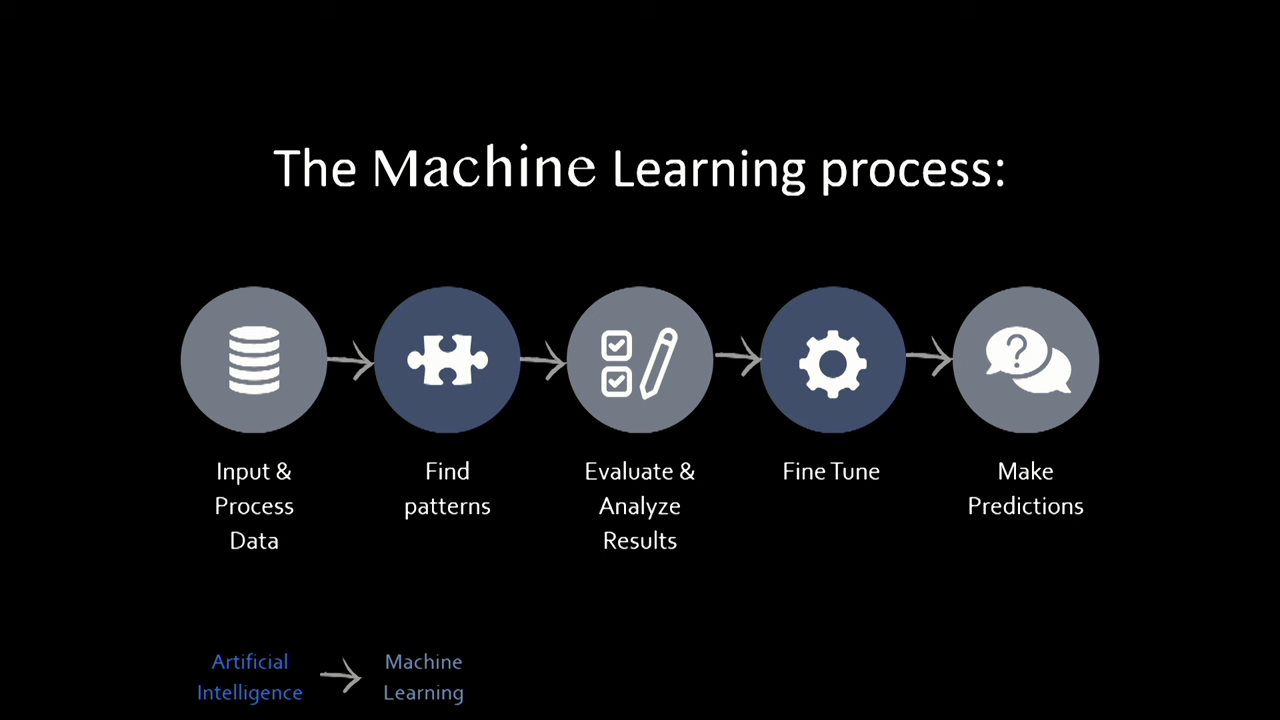 The Machine Learning process:
?
Input &
Process
Data
Find
patterns
Evaluate &
Analyze
Results
Fine Tune
Make
Predictions
Artificial
Intelligence
Machine
Learning